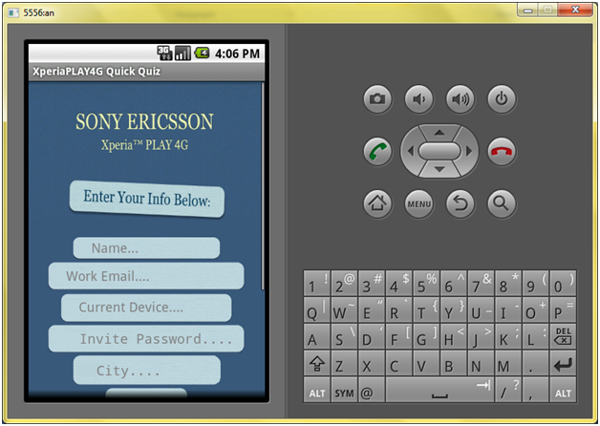 5556:an
3G
4:06 PM
XperiaPLAY4G Quick Quiz
SONY ERICSSON
Xperia™ PLAY 4G
Enter Your Info Below:
Name...
Work Email....
Current Device....
Invite Password....
City....
MENU
1 ! 2 @ 3 # 4 $ 5 % 6 ^ 7 & 8 * 9 ( 0 )
Q | W ~ E " R ` T { Y } U _ I - O + P =
A S \ D ' F [ G ] H < J > K ; L : DEL
Z X C V B N M .
ALT SYM @ / ? , ALT